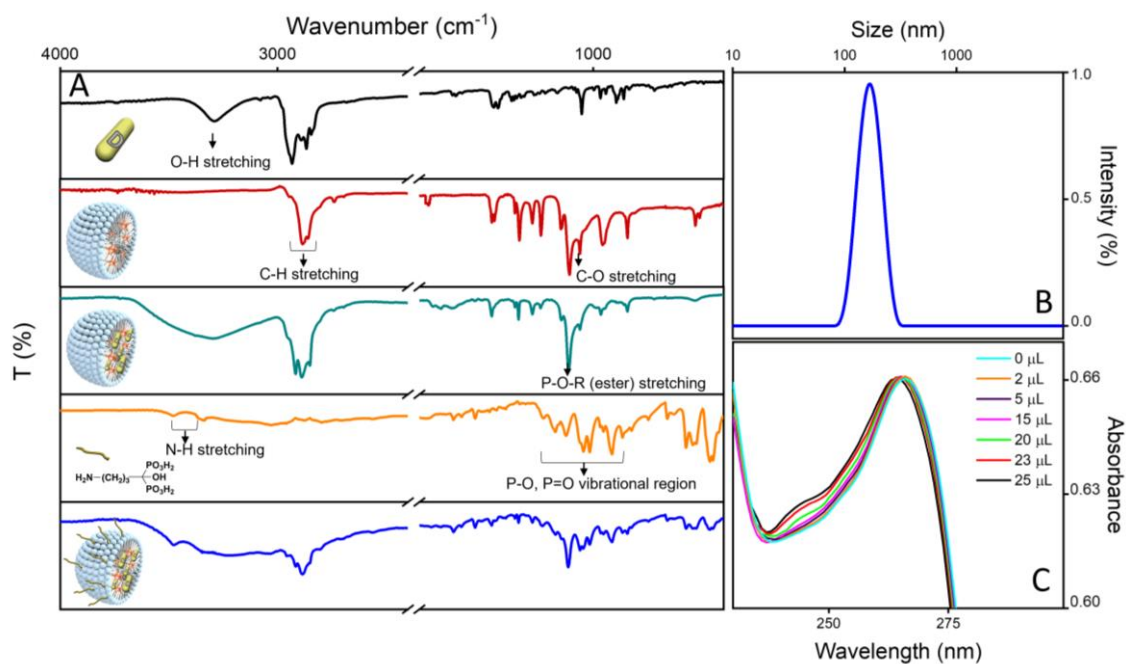 Wavenumber (cm⁻¹)
4000
3000
1000
A
D
O-H stretching
C-H stretching
C-O stretching
T (%)
P-O-R (ester) stretching
N-H stretching
PO₃H₂
H₂N—(CH₂)₃
OH
PO₃H₂
P-O, P=O vibrational region
Size (nm)
10
100
1000
1.0
0.5
0.0
Intensity (%)
B
0 µL
2 µL
5 µL
15 µL
20 µL
23 µL
25 µL
0.66
0.63
0.60
Absorbance
C
250
275
Wavelength (nm)